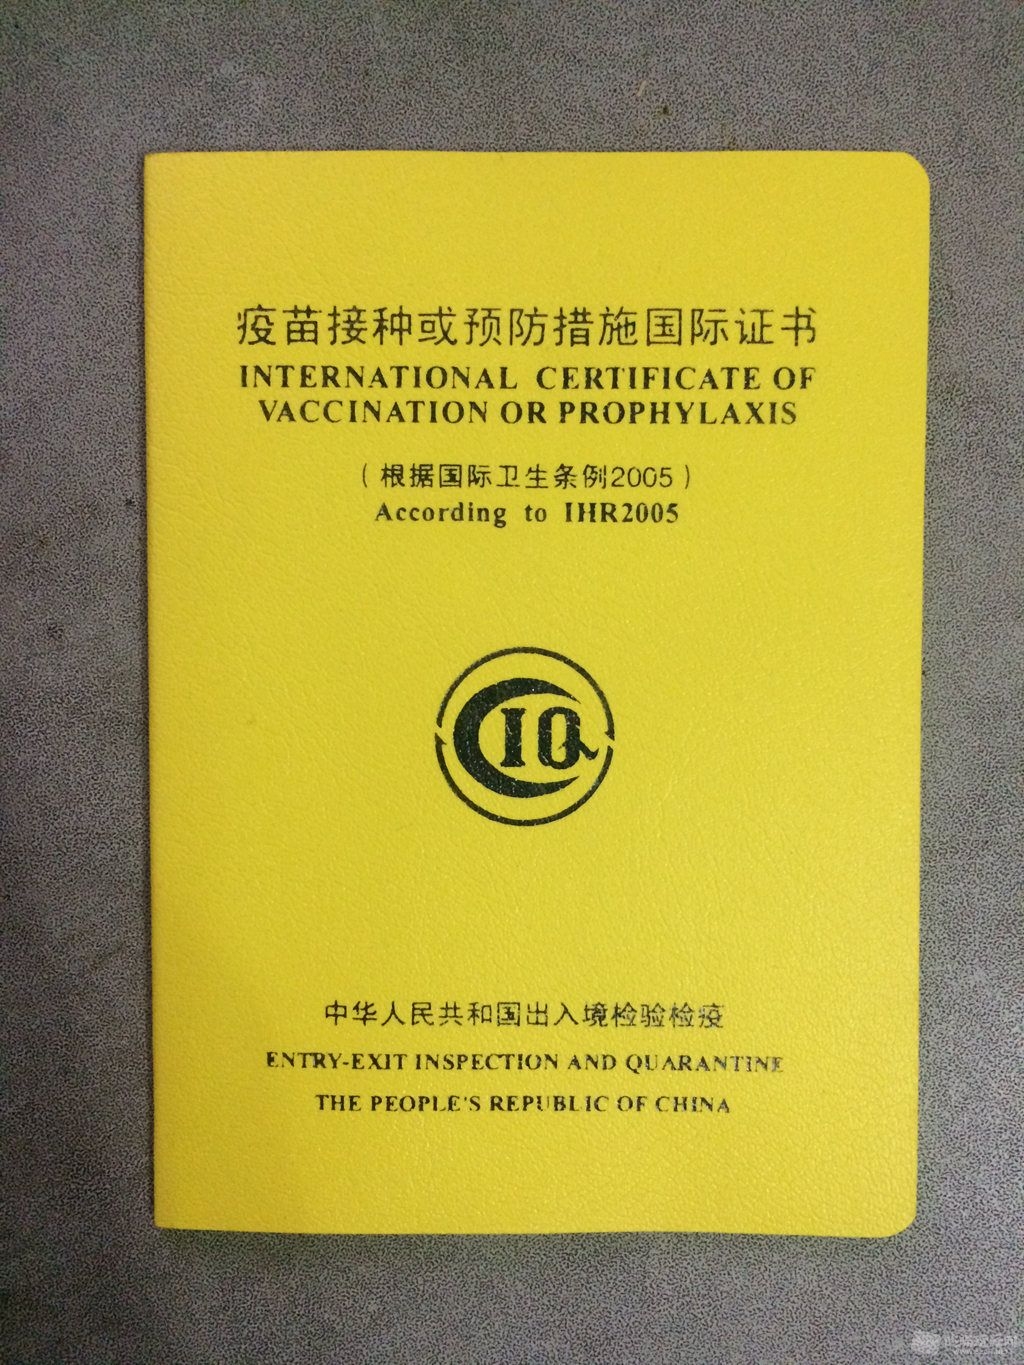 疫苗接种或预防措施国际证书
INTERNATIONAL CERTIFICATE OF
VACCINATION OR PROPHYLAXIS
（根据国际卫生条例2005）
According to IHR2005
CIQ
中华人民共和国出入境检验检疫
ENTRY-EXIT INSPECTION AND QUARANTINE
THE PEOPLE'S REPUBLIC OF CHINA